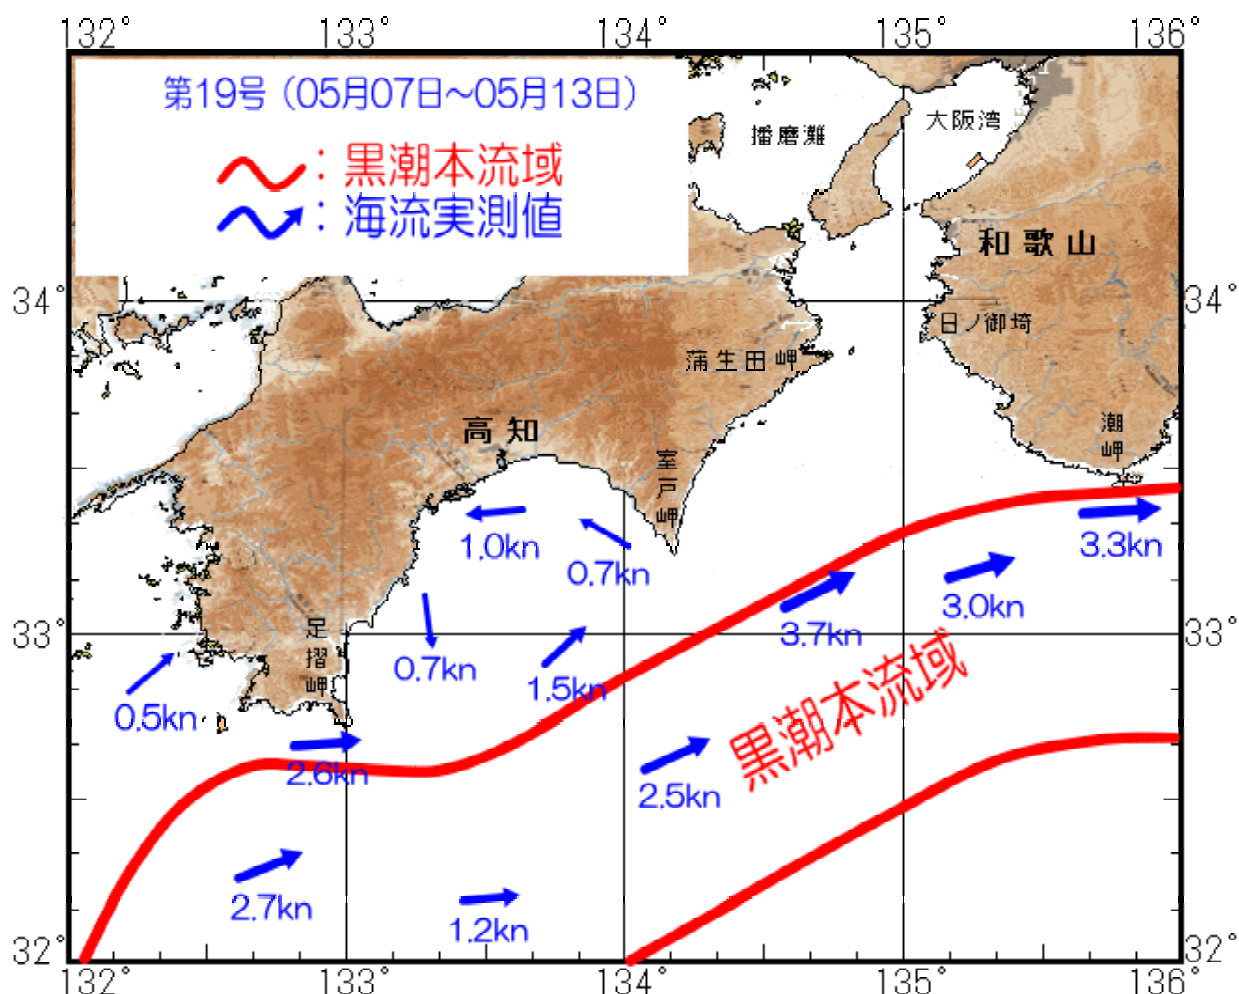 132° 133° 134° 135° 136°
第19号（05月07日～05月13日）
：黒潮本流域
：海流実測値
播磨灘
大阪湾
和歌山
34° 34°
日ノ御埼
蒲生田岬
潮岬
高知
室戸岬
1.0kn
0.7kn
3.3kn
3.0kn
3.7kn
33° 33°
足摺岬
0.7kn
1.5kn
0.5kn
黒潮本流域
2.6kn
2.5kn
2.7kn
1.2kn
32° 32°
132° 133° 134° 135° 136°